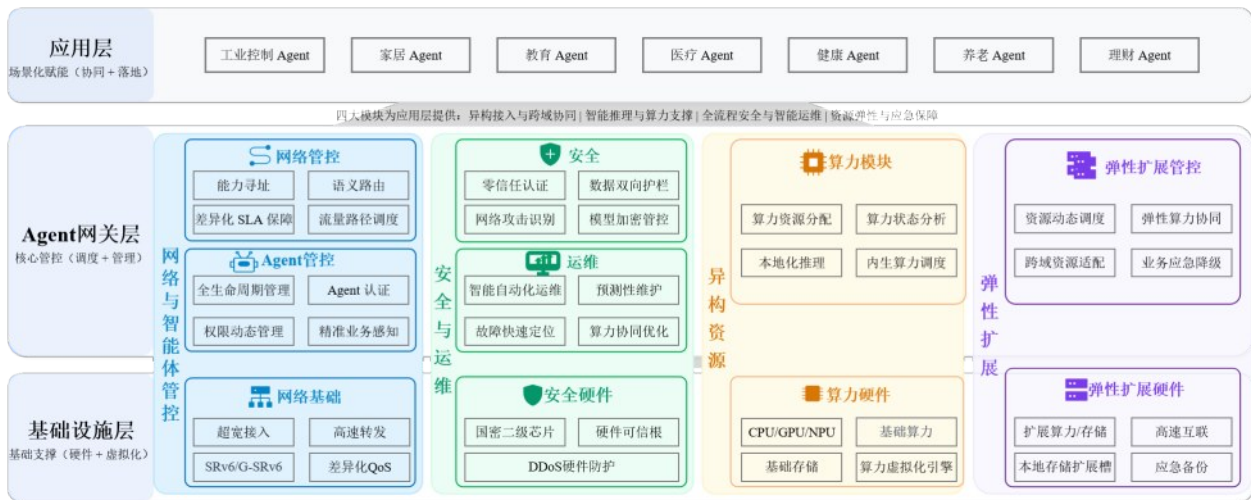 应用层
场景化赋能（协同 + 落地）
工业控制 Agent
家居 Agent
教育 Agent
医疗 Agent
健康 Agent
养老 Agent
理财 Agent
四大模块为应用层提供：异构接入与跨域协同 | 智能推理与算力支撑 | 全流程安全与智能运维 | 资源弹性与应急保障
Agent网关层
核心管控（调度 + 管理）
网络与智能体管控
网络管控
能力寻址
语义路由
差异化 SLA 保障
流量路径调度
Agent管控
全生命周期管理
Agent 认证
权限动态管理
精准业务感知
安全与运维
安全
零信任认证
数据双向护栏
网络攻击识别
模型加密管控
运维
智能自动化运维
预测性维护
故障快速定位
算力协同优化
异构资源
算力模块
算力资源分配
算力状态分析
本地化推理
内生算力调度
弹性扩展
弹性扩展管控
资源动态调度
弹性算力协同
跨域资源适配
业务应急降级
基础设施层
基础支撑（硬件 + 虚拟化）
网络基础
超宽接入
高速转发
SRv6/G-SRv6
差异化QoS
安全硬件
国密二级芯片
硬件可信根
DDoS硬件防护
算力硬件
CPU/GPU/NPU
基础算力
基础存储
算力虚拟化引擎
弹性扩展硬件
扩展算力/存储
高速互联
本地存储扩展槽
应急备份